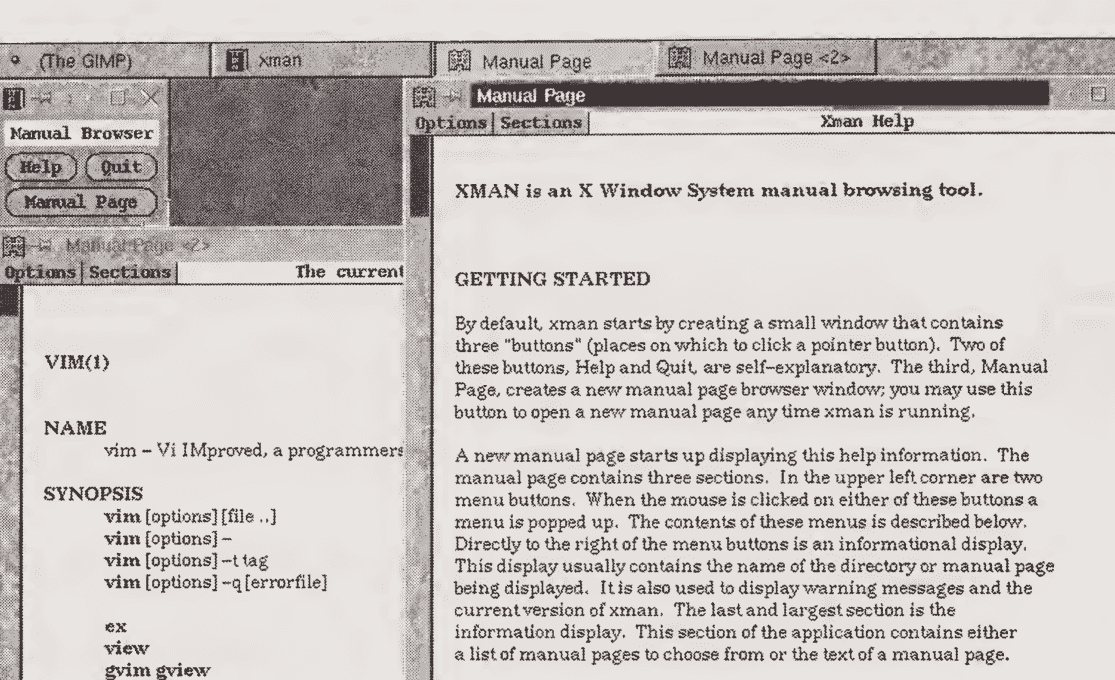 (The GIMP)
xman
Manual Page
Manual Page <2>
Manual Browser
Help
Quit
Manual Page
Manual Page <2>
Options Sections The current
VIM(1)
NAME
vim - Vi IMproved, a programmers
SYNOPSIS
vim [options] [file ..]
vim [options] -
vim [options] -t tag
vim [options] -q [errorfile]
ex
view
gvim gview
Manual Page
Options Sections Xman Help
XMAN is an X Window System manual browsing tool.
GETTING STARTED
By default, xman starts by creating a small window that contains
three "buttons" (places on which to click a pointer button). Two of
these buttons, Help and Quit, are self-explanatory. The third, Manual
Page, creates a new manual page browser window; you may use this
button to open a new manual page any time xman is running.
A new manual page starts up displaying this help information. The
manual page contains three sections. In the upper left corner are two
menu buttons. When the mouse is clicked on either of these buttons a
menu is popped up. The contents of these menus is described below.
Directly to the right of the menu buttons is an informational display.
This display usually contains the name of the directory or manual page
being displayed. It is also used to display warning messages and the
current version of xman. The last and largest section is the
information display. This section of the application contains either
a list of manual pages to choose from or the text of a manual page.